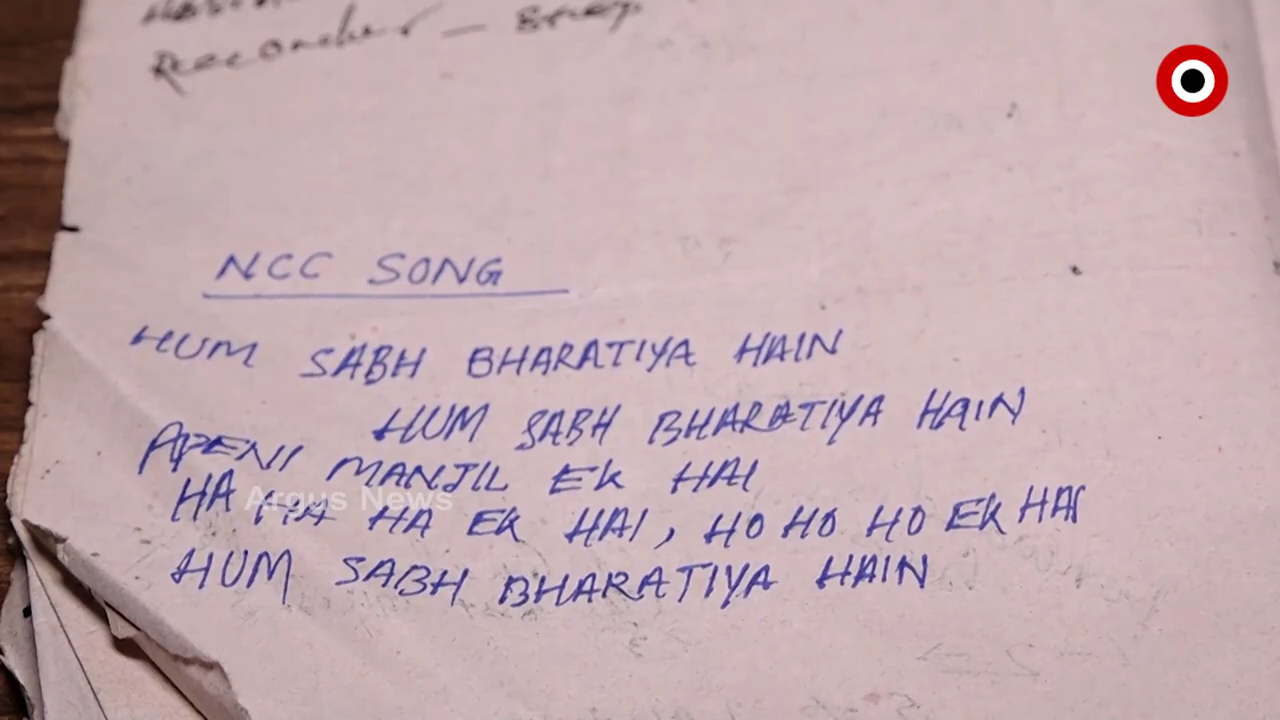 NCC SONG
HUM SABH BHARATIYA HAIN
HUM SABH BHARATIYA HAIN
APENI MANJIL EK HAI
HA HA HA EK HAI, HO HO HO EK HAI
HUM SABH BHARATIYA HAIN
Argus News